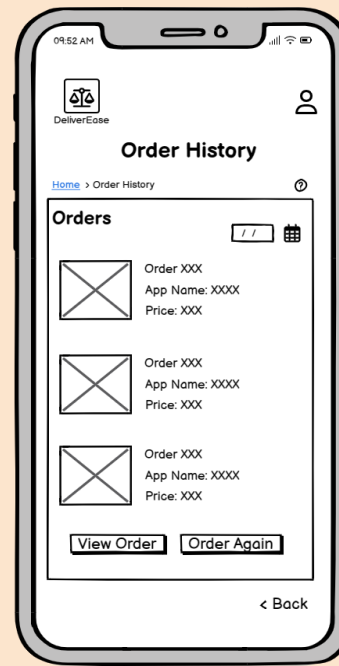 09:52 AM
DeliverEase
Order History
Home > Order History
?
Orders
/ /
Order XXX
App Name: XXXX
Price: XXX
Order XXX
App Name: XXXX
Price: XXX
Order XXX
App Name: XXXX
Price: XXX
View Order Order Again
< Back